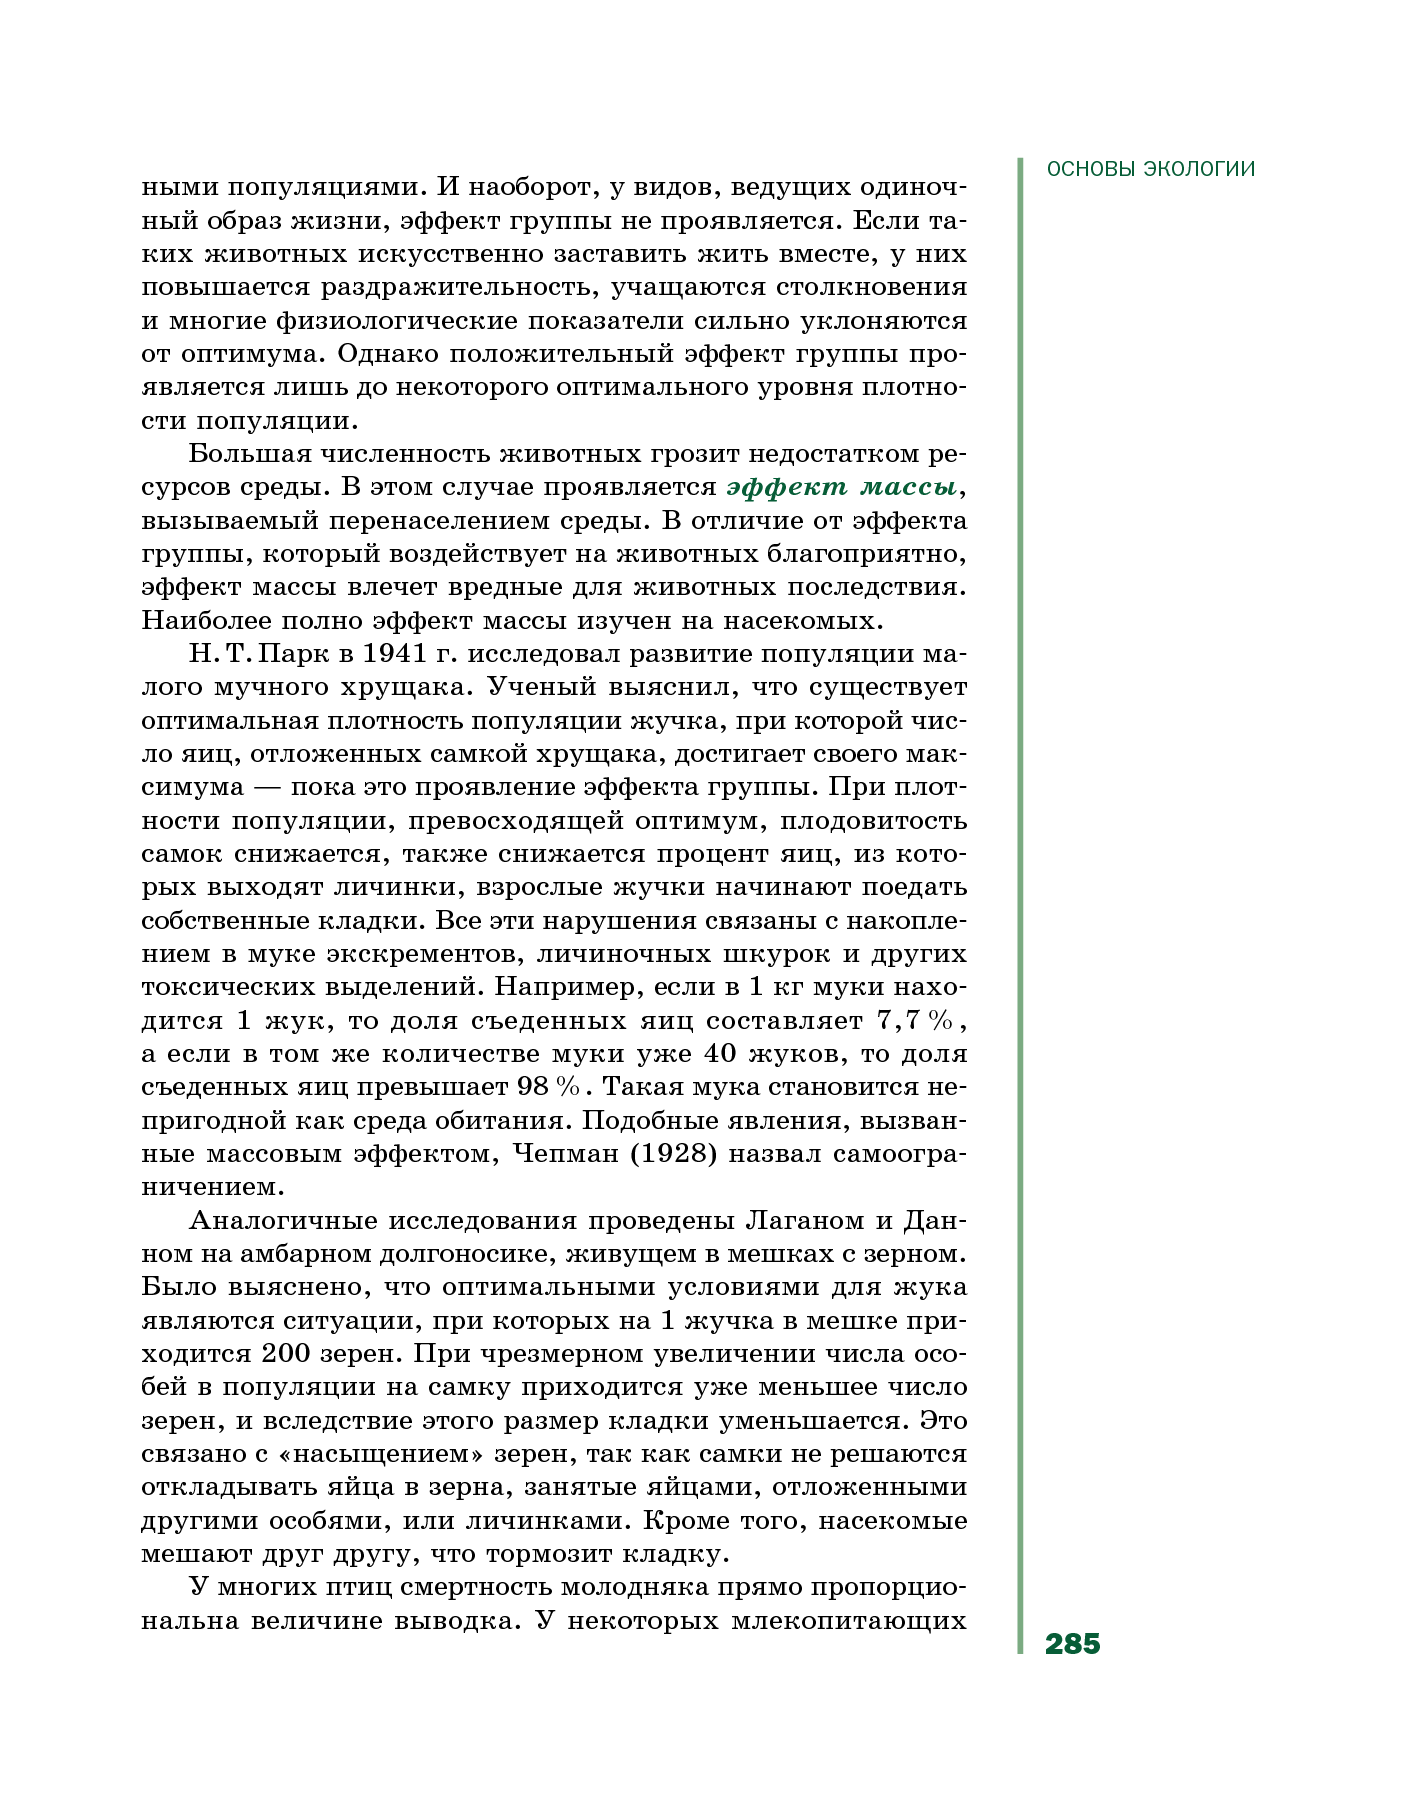 ОСНОВЫ ЭКОЛОГИИ
ными популяциями. И наоборот, у видов, ведущих одиноч-
ный образ жизни, эффект группы не проявляется. Если та-
ких животных искусственно заставить жить вместе, у них
повышается раздражительность, учащаются столкновения
и многие физиологические показатели сильно уклоняются
от оптимума. Однако положительный эффект группы про-
является лишь до некоторого оптимального уровня плотно-
сти популяции.
Большая численность животных грозит недостатком ре-
сурсов среды. В этом случае проявляется эффект массы,
вызываемый перенаселением среды. В отличие от эффекта
группы, который воздействует на животных благоприятно,
эффект массы влечет вредные для животных последствия.
Наиболее полно эффект массы изучен на насекомых.
Н. Т. Парк в 1941 г. исследовал развитие популяции ма-
лого мучного хрущака. Ученый выяснил, что существует
оптимальная плотность популяции жучка, при которой чис-
ло яиц, отложенных самкой хрущака, достигает своего мак-
симума — пока это проявление эффекта группы. При плот-
ности популяции, превосходящей оптимум, плодовитость
самок снижается, также снижается процент яиц, из кото-
рых выходят личинки, взрослые жучки начинают поедать
собственные кладки. Все эти нарушения связаны с накопле-
нием в муке экскрементов, личиночных шкурок и других
токсических выделений. Например, если в 1 кг муки нахо-
дится 1 жук, то доля съеденных яиц составляет 7,7 %,
а если в том же количестве муки уже 40 жуков, то доля
съеденных яиц превышает 98 %. Такая мука становится не-
пригодной как среда обитания. Подобные явления, вызван-
ные массовым эффектом, Чепман (1928) назвал самоогра-
ничением.
Аналогичные исследования проведены Лаганом и Дан-
ном на амбарном долгоносике, живущем в мешках с зерном.
Было выяснено, что оптимальными условиями для жука
являются ситуации, при которых на 1 жучка в мешке при-
ходится 200 зерен. При чрезмерном увеличении числа осо-
бей в популяции на самку приходится уже меньшее число
зерен, и вследствие этого размер кладки уменьшается. Это
связано с «насыщением» зерен, так как самки не решаются
откладывать яйца в зерна, занятые яйцами, отложенными
другими особями, или личинками. Кроме того, насекомые
мешают друг другу, что тормозит кладку.
У многих птиц смертность молодняка прямо пропорцио-
нальна величине выводка. У некоторых млекопитающих
285